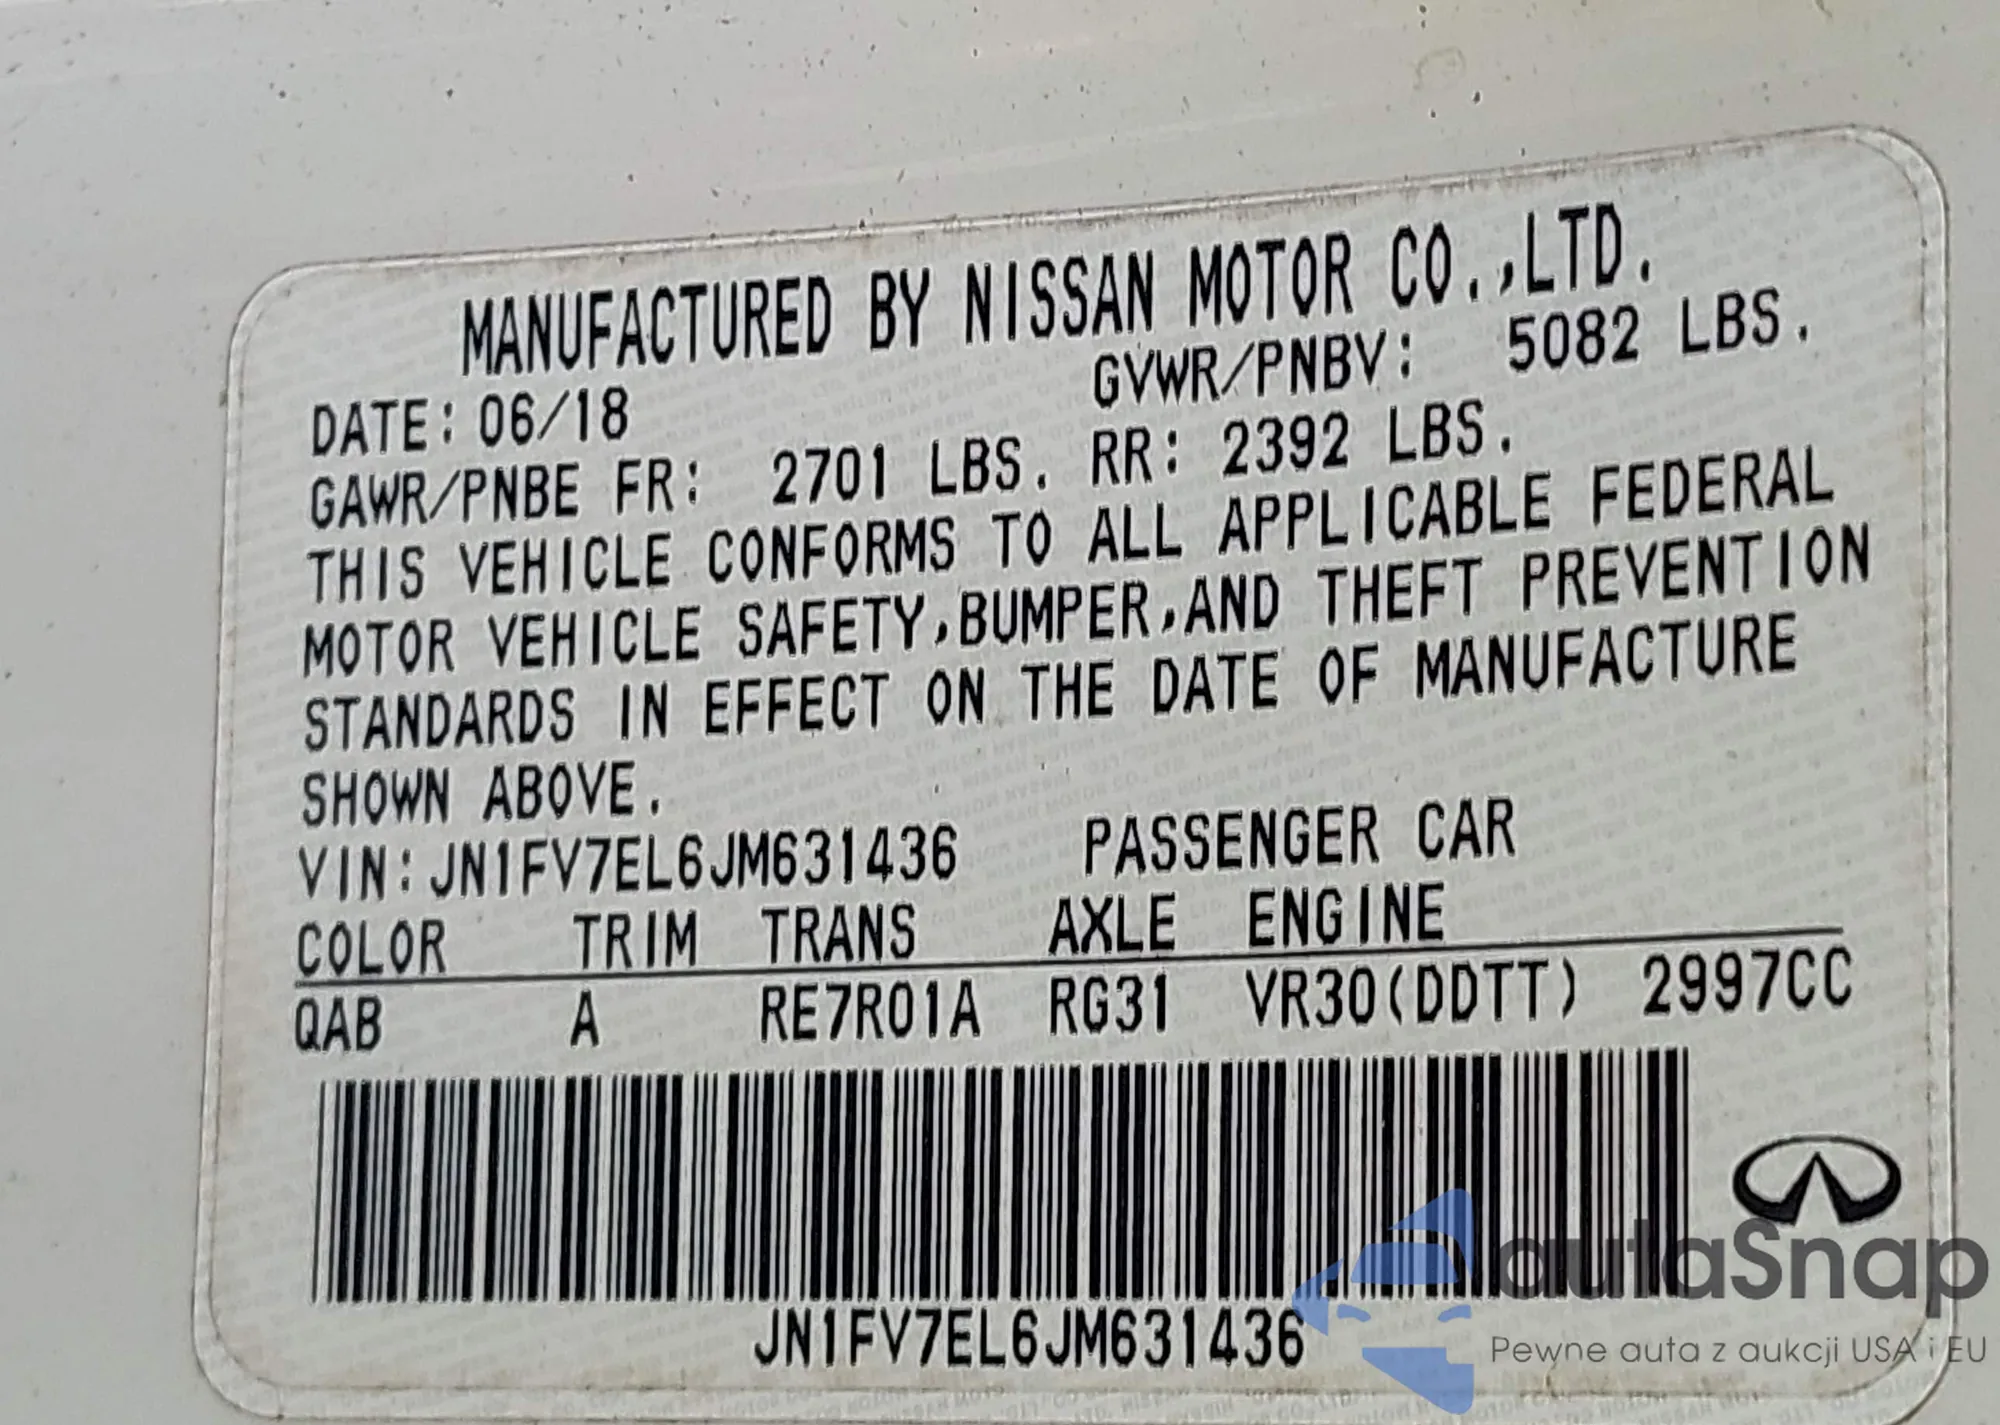 MANUFACTURED BY NISSAN MOTOR CO.,LTD.
DATE: 06/18 GVWR/PNBV: 5082 LBS.
GAWR/PNBE FR: 2701 LBS. RR: 2392 LBS.
THIS VEHICLE CONFORMS TO ALL APPLICABLE FEDERAL
MOTOR VEHICLE SAFETY,BUMPER,AND THEFT PREVENTION
STANDARDS IN EFFECT ON THE DATE OF MANUFACTURE
SHOWN ABOVE.
VIN:JN1FV7EL6JM631436 PASSENGER CAR
COLOR TRIM TRANS AXLE ENGINE
QAB A RE7R01A RG31 VR30(DDTT) 2997CC
JN1FV7EL6JM631436
autaSnap
Pewne auta z aukcji USA i EU